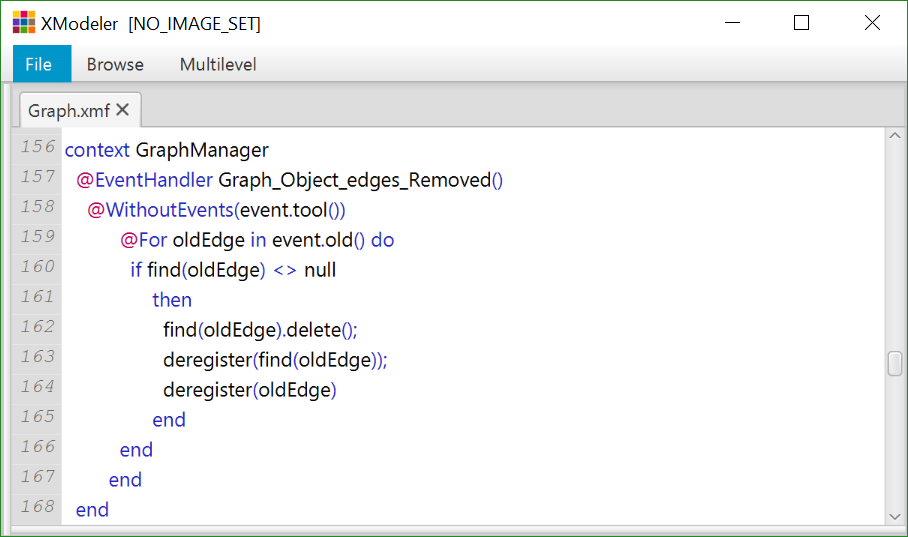 XModeler [NO_IMAGE_SET]
File Browse Multilevel
Graph.xmf
156 context GraphManager
157 @EventHandler Graph_Object_edges_Removed()
158 @WithoutEvents(event.tool())
159 @For oldEdge in event.old() do
160 if find(oldEdge) <> null
161 then
162 find(oldEdge).delete();
163 deregister(find(oldEdge));
164 deregister(oldEdge)
165 end
166 end
167 end
168 end